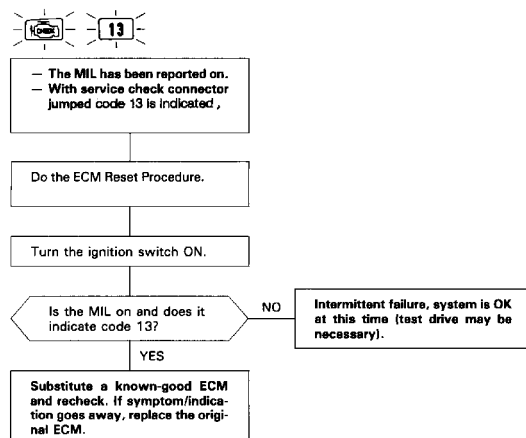 CHECK
13
— The MIL has been reported on.
— With service check connector
jumped code 13 is indicated,
Do the ECM Reset Procedure.
Turn the ignition switch ON.
Is the MIL on and does it
indicate code 13?
NO
Intermittent failure, system is OK
at this time (test drive may be
necessary).
YES
Substitute a known-good ECM
and recheck. If symptom/indica-
tion goes away, replace the origi-
nal ECM.